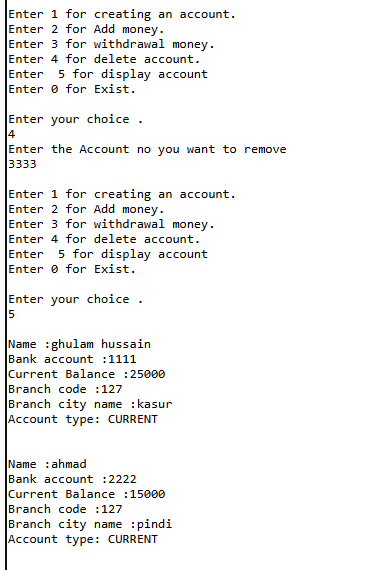 Enter 1 for creating an account.
Enter 2 for Add money.
Enter 3 for withdrawal money.
Enter 4 for delete account.
Enter  5 for display account
Enter 0 for Exist.

Enter your choice .
4
Enter the Account no you want to remove
3333

Enter 1 for creating an account.
Enter 2 for Add money.
Enter 3 for withdrawal money.
Enter 4 for delete account.
Enter  5 for display account
Enter 0 for Exist.

Enter your choice .
5

Name :ghulam hussain
Bank account :1111
Current Balance :25000
Branch code :127
Branch city name :kasur
Account type: CURRENT


Name :ahmad
Bank account :2222
Current Balance :15000
Branch code :127
Branch city name :pindi
Account type: CURRENT